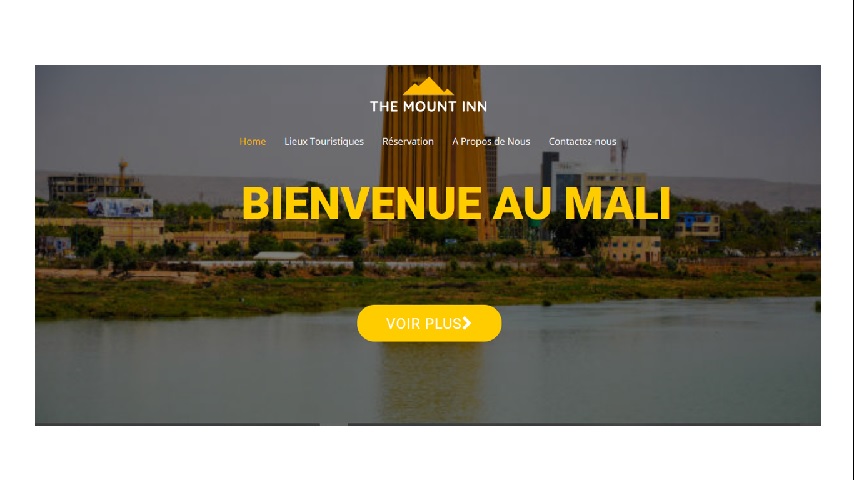 THE MOUNT INN
Home Lieux Touristiques Réservation A Propos de Nous Contactez-nous
BIENVENUE AU MALI
VOIR PLUS